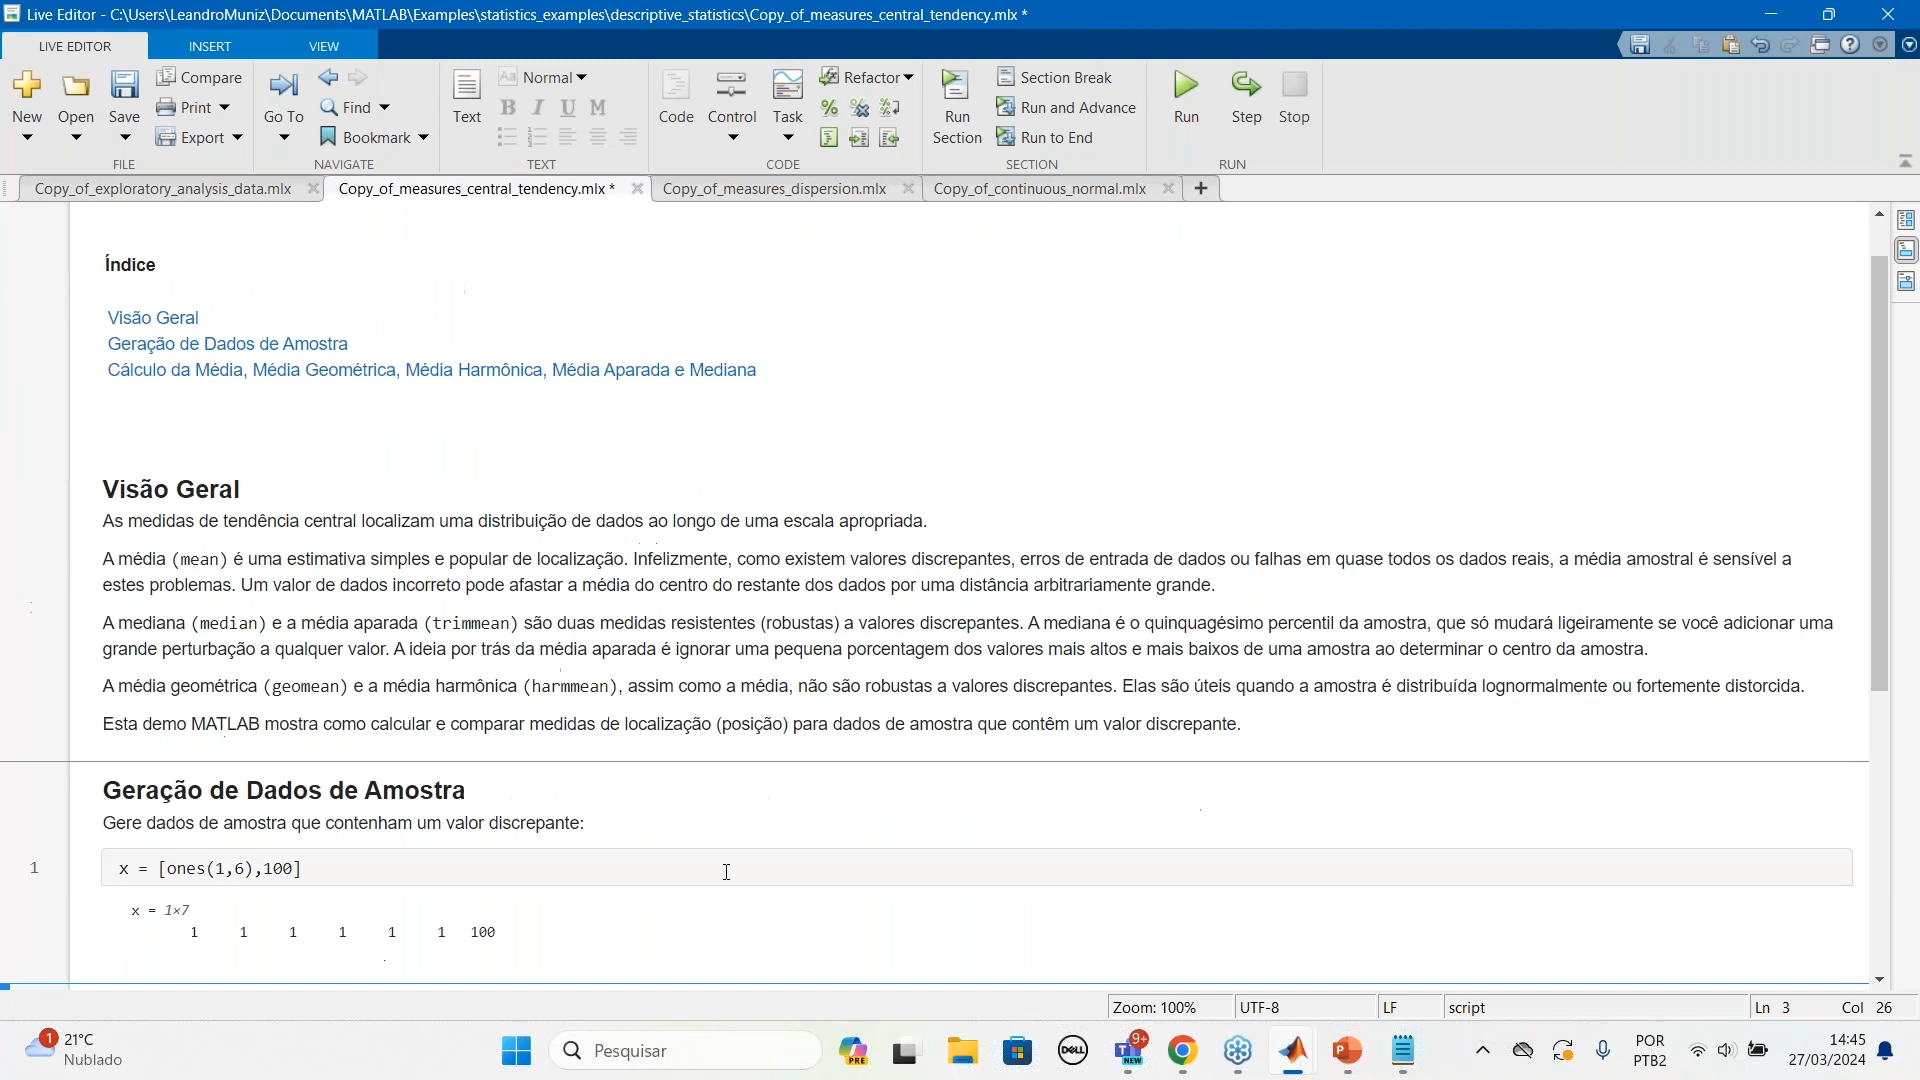 Live Editor - C:\Users\LeandroMuniz\Documents\MATLAB\Examples\statistics_examples\descriptive_statistics\Copy_of_measures_central_tendency.mlx *
LIVE EDITOR INSERT VIEW
New Open Save Compare Print Export
FILE
Go To Find Bookmark
NAVIGATE
Text Aa Normal B I U M
TEXT
Code Control Task Refactor
CODE
Run Section Section Break Run and Advance Run to End
SECTION
Run Step Stop
RUN
Copy_of_exploratory_analysis_data.mlx Copy_of_measures_central_tendency.mlx * Copy_of_measures_dispersion.mlx Copy_of_continuous_normal.mlx
Índice
Visão Geral
Geração de Dados de Amostra
Cálculo da Média, Média Geométrica, Média Harmônica, Média Aparada e Mediana
Visão Geral
As medidas de tendência central localizam uma distribuição de dados ao longo de uma escala apropriada.
A média (mean) é uma estimativa simples e popular de localização. Infelizmente, como existem valores discrepantes, erros de entrada de dados ou falhas em quase todos os dados reais, a média amostral é sensível a
estes problemas. Um valor de dados incorreto pode afastar a média do centro do restante dos dados por uma distância arbitrariamente grande.
A mediana (median) e a média aparada (trimmean) são duas medidas resistentes (robustas) a valores discrepantes. A mediana é o quinquagésimo percentil da amostra, que só mudará ligeiramente se você adicionar uma
grande perturbação a qualquer valor. A ideia por trás da média aparada é ignorar uma pequena porcentagem dos valores mais altos e mais baixos de uma amostra ao determinar o centro da amostra.
A média geométrica (geomean) e a média harmônica (harmmean), assim como a média, não são robustas a valores discrepantes. Elas são úteis quando a amostra é distribuída lognormalmente ou fortemente distorcida.
Esta demo MATLAB mostra como calcular e comparar medidas de localização (posição) para dados de amostra que contêm um valor discrepante.
Geração de Dados de Amostra
Gere dados de amostra que contenham um valor discrepante:
1 x = [ones(1,6),100]
x = 1×7
1 1 1 1 1 1 100
Zoom: 100% UTF-8 LF script Ln 3 Col 26
1 21°C
Nublado
Pesquisar
PRE
DELL
9+
NEW
POR
PTB2
14:45
27/03/2024